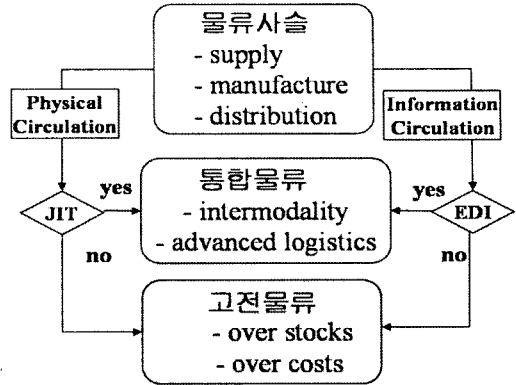 물류사슬
- supply
- manufacture
- distribution
Physical
Circulation
Information
Circulation
통합물류
- intermodality
- advanced logistics
JIT
yes
no
EDI
yes
no
고전물류
- over stocks
- over costs